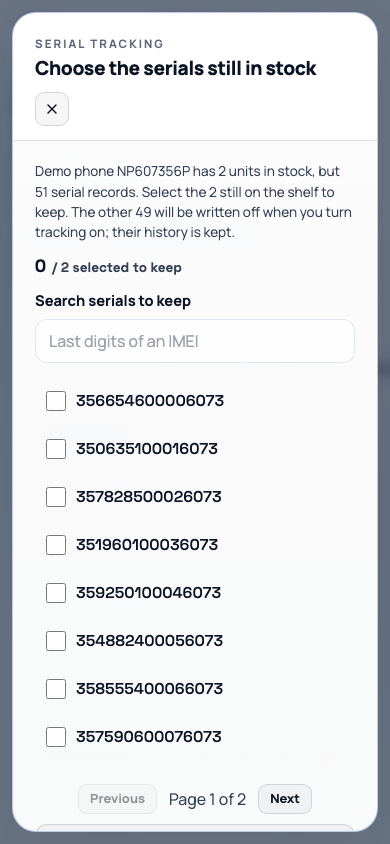 SERIAL TRACKING
Choose the serials still in stock
×
Demo phone NP607356P has 2 units in stock, but
51 serial records. Select the 2 still on the shelf to
keep. The other 49 will be written off when you turn
tracking on; their history is kept.
0 / 2 selected to keep
Search serials to keep
Last digits of an IMEI
356654600006073
350635100016073
357828500026073
351960100036073
359250100046073
354882400056073
358555400066073
357590600076073
Previous Page 1 of 2 Next